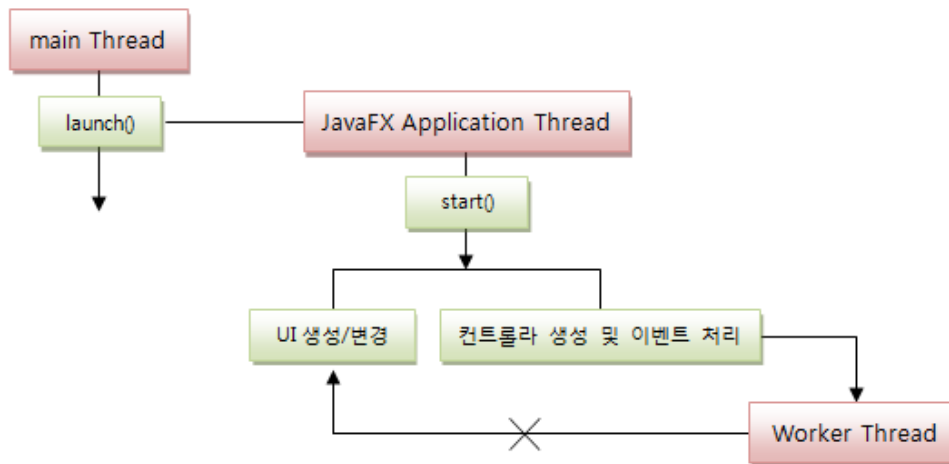 main Thread
launch()
JavaFX Application Thread
start()
UI 생성/변경
컨트롤라 생성 및 이벤트 처리
Worker Thread